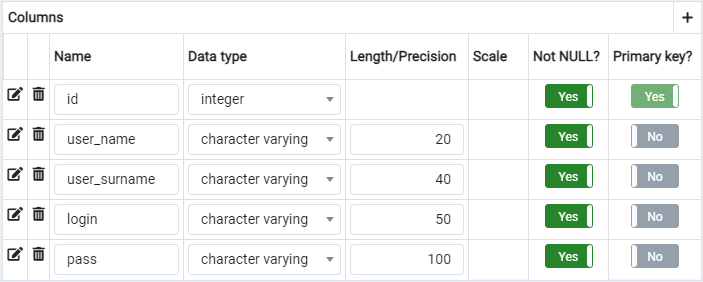 Columns +
Name Data type Length/Precision Scale Not NULL? Primary key?
id integer Yes Yes
user_name character varying 20 Yes No
user_surname character varying 40 Yes No
login character varying 50 Yes No
pass character varying 100 Yes No